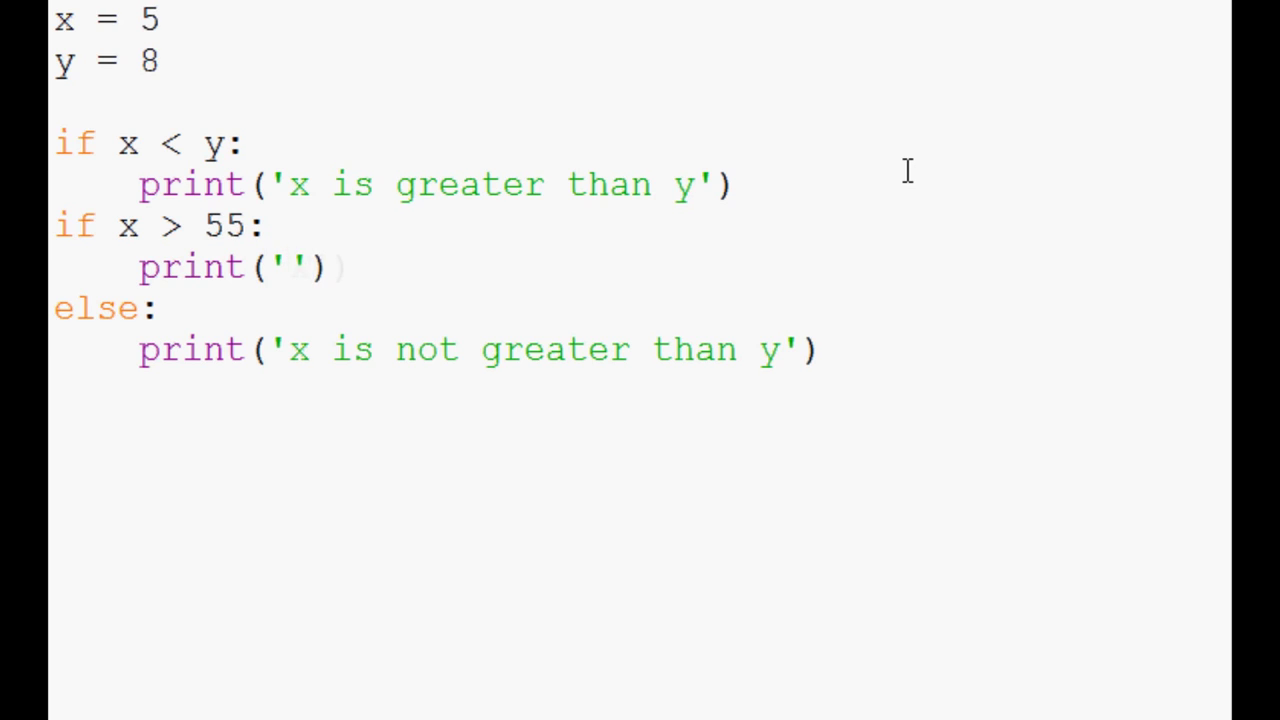 x = 5
y = 8
if x < y:
    print('x is greater than y')
if x > 55:
    print('')
else:
    print('x is not greater than y')